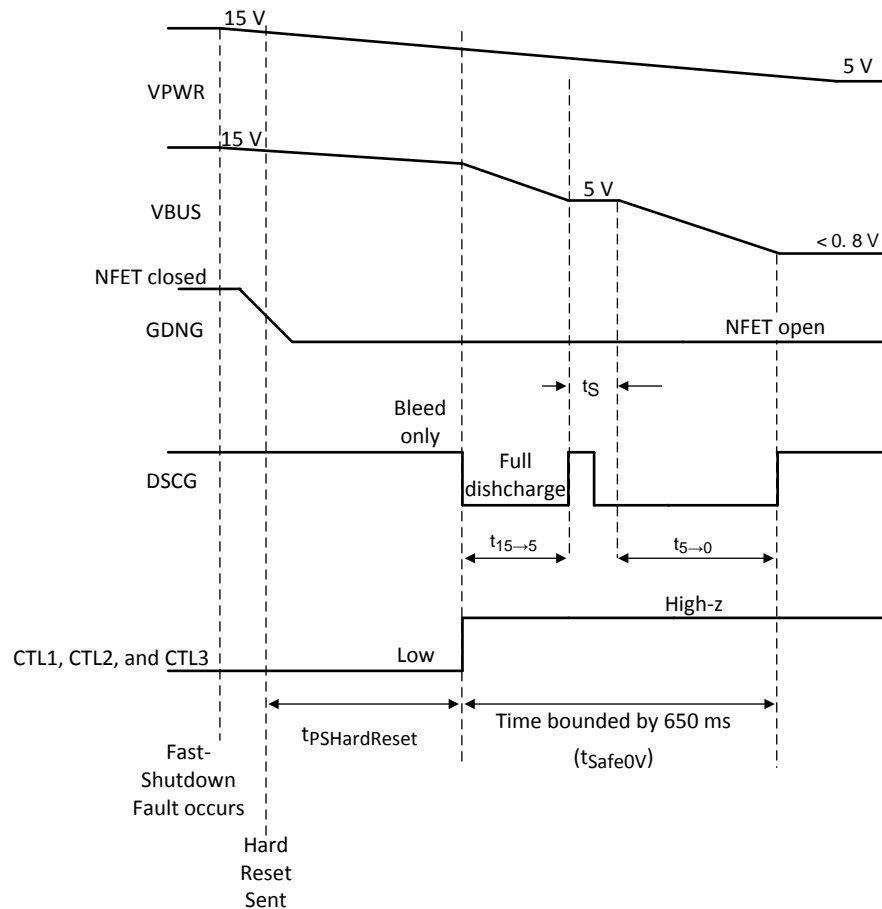 15 V
5 V
VPWR
15 V
5 V
VBUS
< 0. 8 V
NFET closed
GDNG
NFET open
tS
Bleed
only
Full
dishcharge
DSCG
t15→5
t5→0
High-z
CTL1, CTL2, and CTL3
Low
tPSHardReset
Time bounded by 650 ms
(tSafe0V)
Fast-
Shutdown
Fault occurs
Hard
Reset
Sent